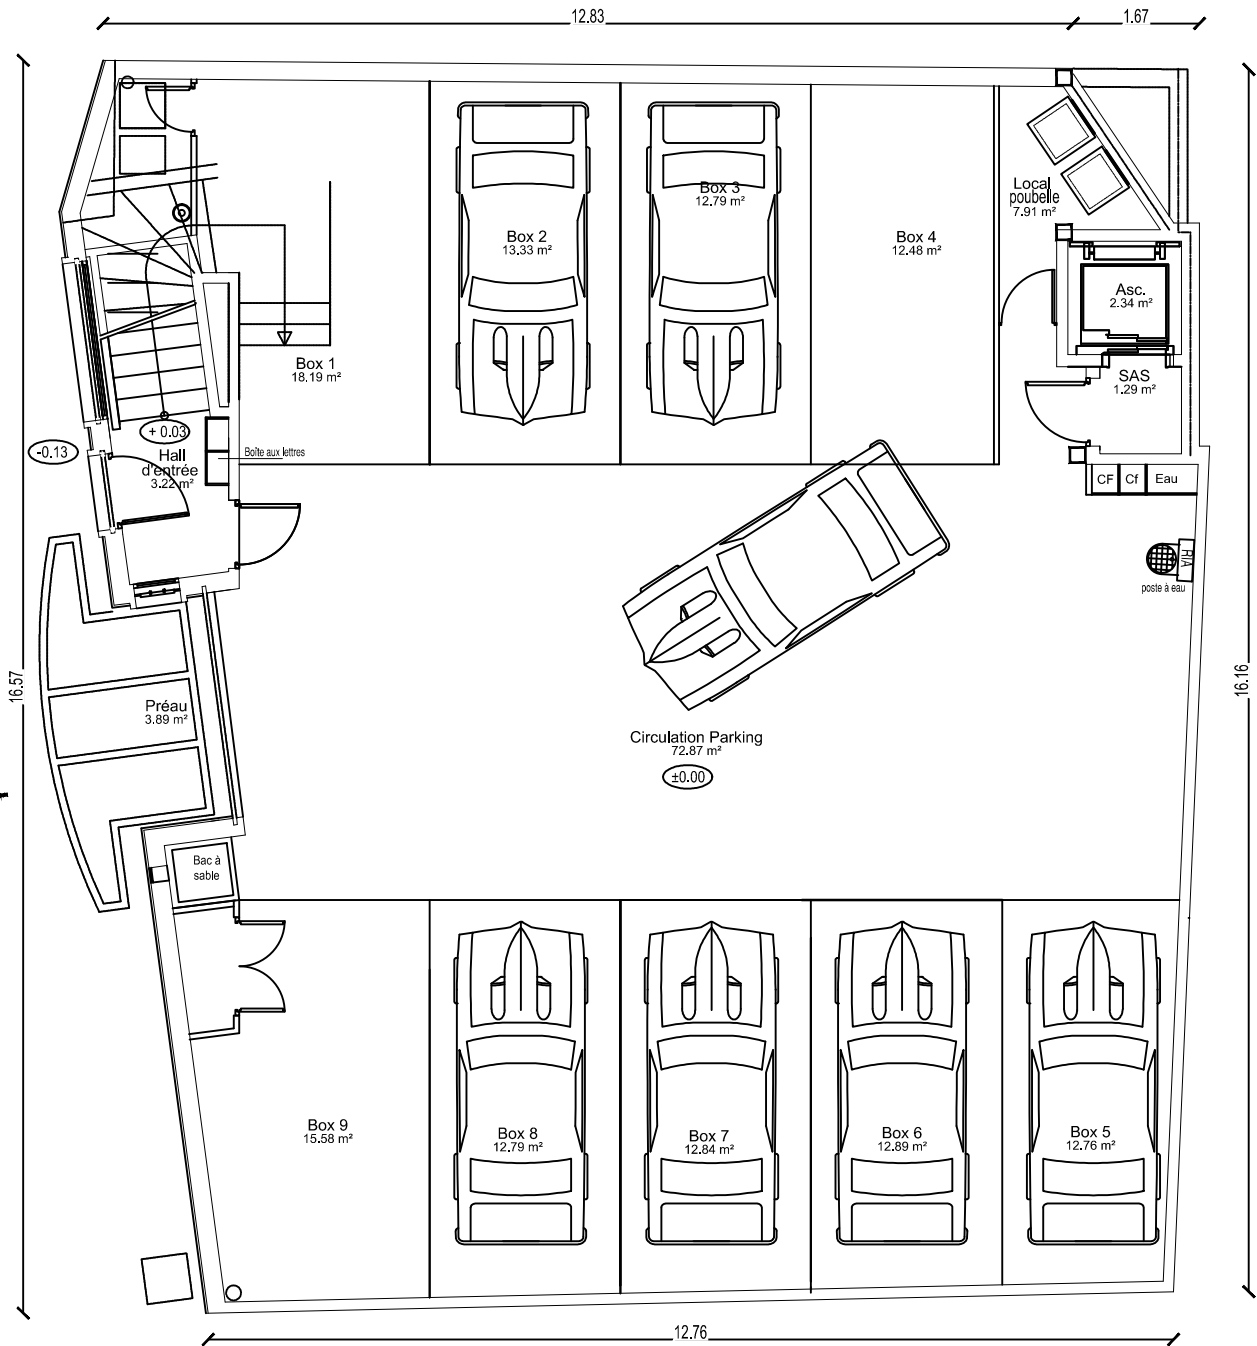 12.83
1.67
16.57
16.16
Box 1
18.19 m²
Box 2
13.33 m²
Box 3
12.79 m²
Box 4
12.48 m²
Local
poubelle
7.91 m²
Asc.
2.34 m²
SAS
1.29 m²
-0.13
+ 0.03
Hall
d'entrée
3.22 m²
Boîte aux lettres
CF
Cf
Eau
RIA
poste à eau
Préau
3.89 m²
Circulation Parking
72.87 m²
±0.00
Bac à
sable
Box 9
15.58 m²
Box 8
12.79 m²
Box 7
12.84 m²
Box 6
12.89 m²
Box 5
12.76 m²
12.76